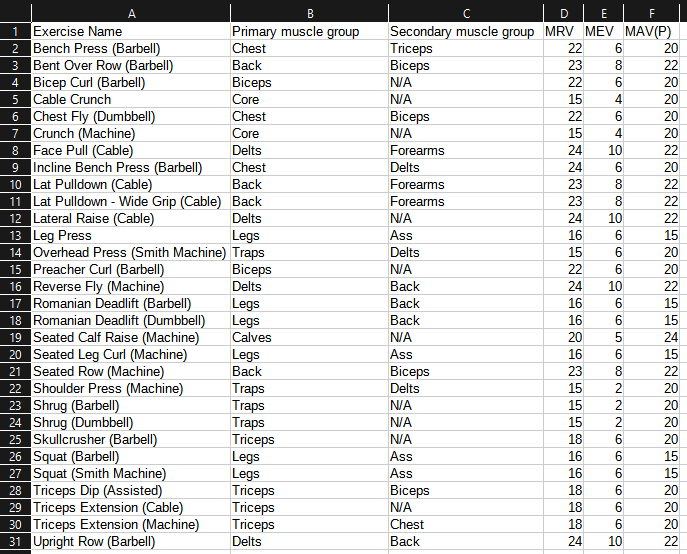 A B C D E F
1 Exercise Name Primary muscle group Secondary muscle group MRV MEV MAV(P)
2 Bench Press (Barbell) Chest Triceps 22 6 20
3 Bent Over Row (Barbell) Back Biceps 23 8 22
4 Bicep Curl (Barbell) Biceps N/A 22 6 20
5 Cable Crunch Core N/A 15 4 20
6 Chest Fly (Dumbbell) Chest Biceps 22 6 20
7 Crunch (Machine) Core N/A 15 4 20
8 Face Pull (Cable) Delts Forearms 24 10 22
9 Incline Bench Press (Barbell) Chest Delts 24 6 20
10 Lat Pulldown (Cable) Back Forearms 23 8 22
11 Lat Pulldown - Wide Grip (Cable) Back Forearms 23 8 22
12 Lateral Raise (Cable) Delts N/A 24 10 22
13 Leg Press Legs Ass 16 6 15
14 Overhead Press (Smith Machine) Traps Delts 15 6 20
15 Preacher Curl (Barbell) Biceps N/A 22 6 20
16 Reverse Fly (Machine) Delts Back 24 10 22
17 Romanian Deadlift (Barbell) Legs Back 16 6 15
18 Romanian Deadlift (Dumbbell) Legs Back 16 6 15
19 Seated Calf Raise (Machine) Calves N/A 20 5 24
20 Seated Leg Curl (Machine) Legs Ass 16 6 15
21 Seated Row (Machine) Back Biceps 23 8 22
22 Shoulder Press (Machine) Traps Delts 15 2 20
23 Shrug (Barbell) Traps N/A 15 2 20
24 Shrug (Dumbbell) Traps N/A 15 2 20
25 Skullcrusher (Barbell) Triceps N/A 18 6 20
26 Squat (Barbell) Legs Ass 16 6 15
27 Squat (Smith Machine) Legs Ass 16 6 15
28 Triceps Dip (Assisted) Triceps Biceps 18 6 20
29 Triceps Extension (Cable) Triceps N/A 18 6 20
30 Triceps Extension (Machine) Triceps Chest 18 6 20
31 Upright Row (Barbell) Delts Back 24 10 22